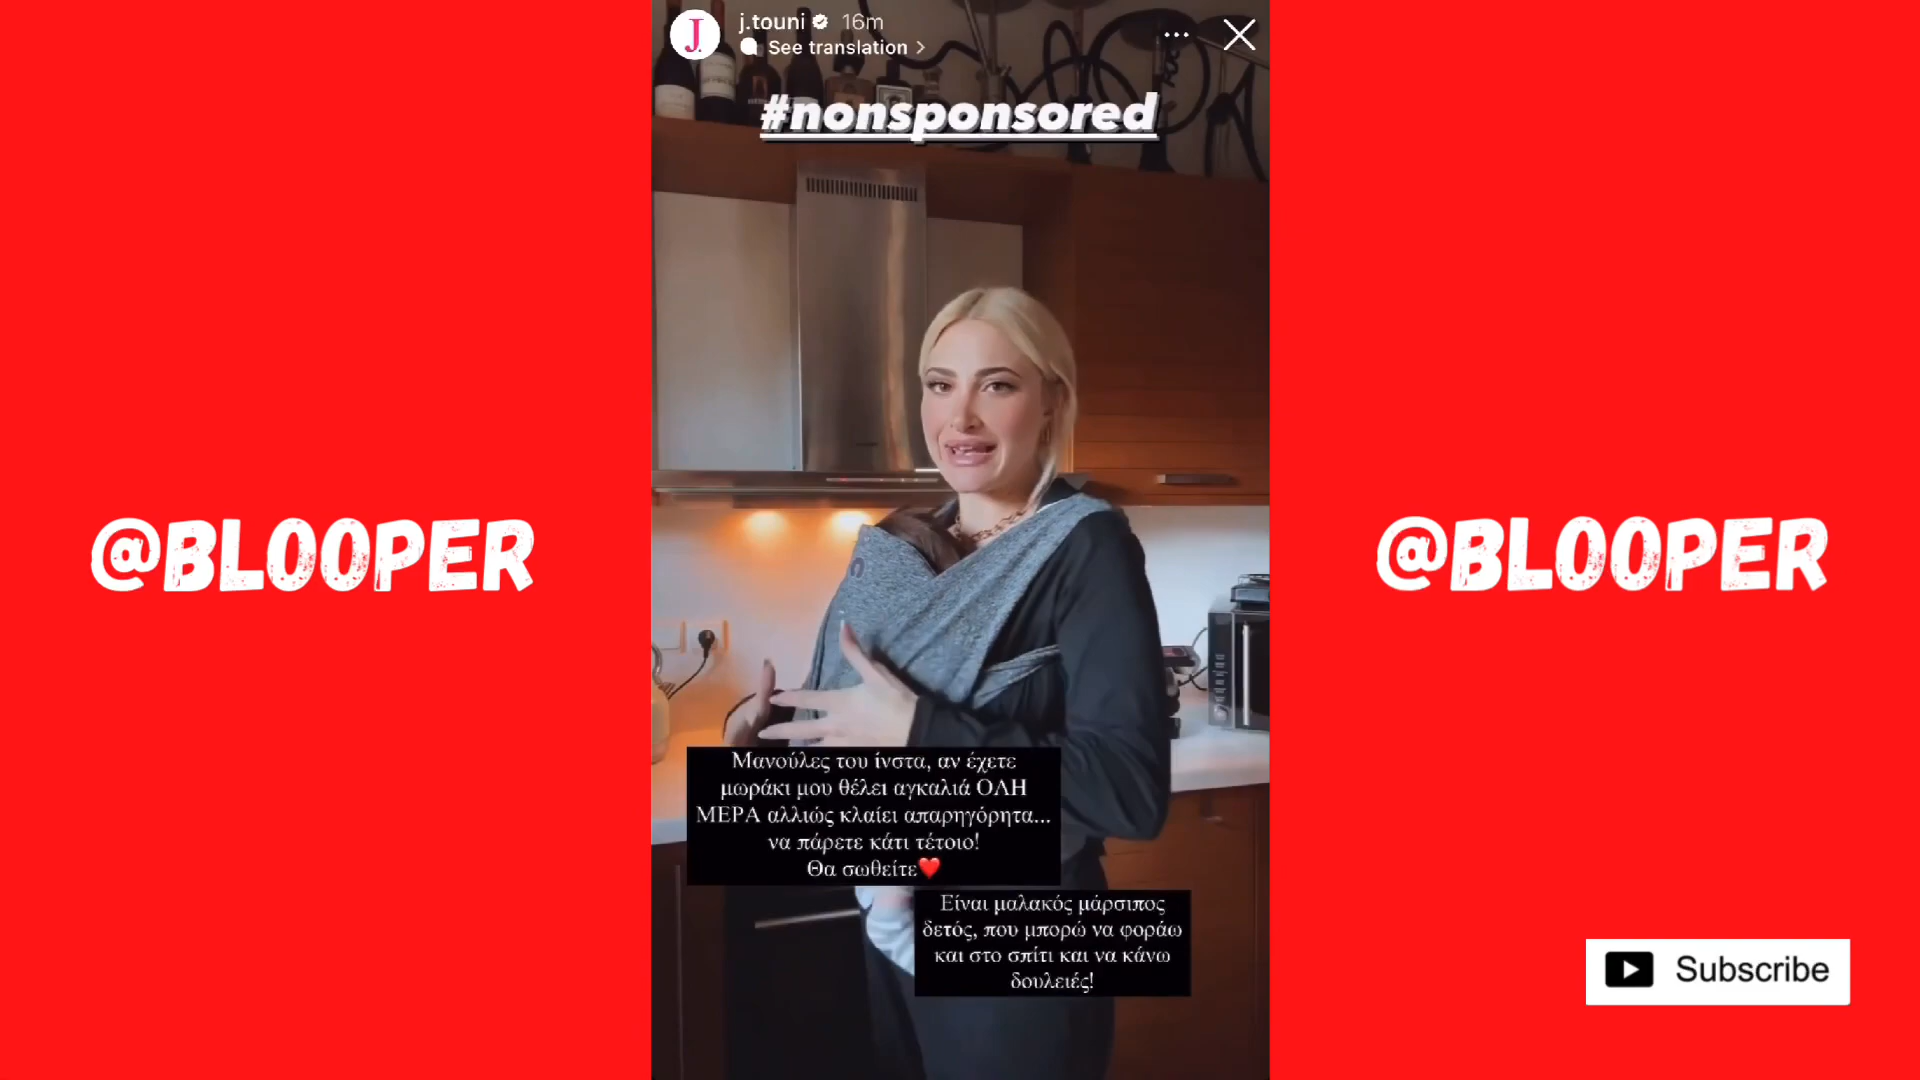 J.
j.touni 16m
See translation >
#nonsponsored
@BLOOPER
@BLOOPER
Μανούλες του ίνστα, αν έχετε
μωράκι μου θέλει αγκαλιά ΟΛΗ
ΜΕΡΑ αλλιώς κλαίει απαρηγόρητα...
να πάρετε κάτι τέτοιο!
Θα σωθείτε❤️
Είναι μαλακός μάρσιπος
δετός, που μπορώ να φοράω
και στο σπίτι και να κάνω
δουλειές!
Subscribe